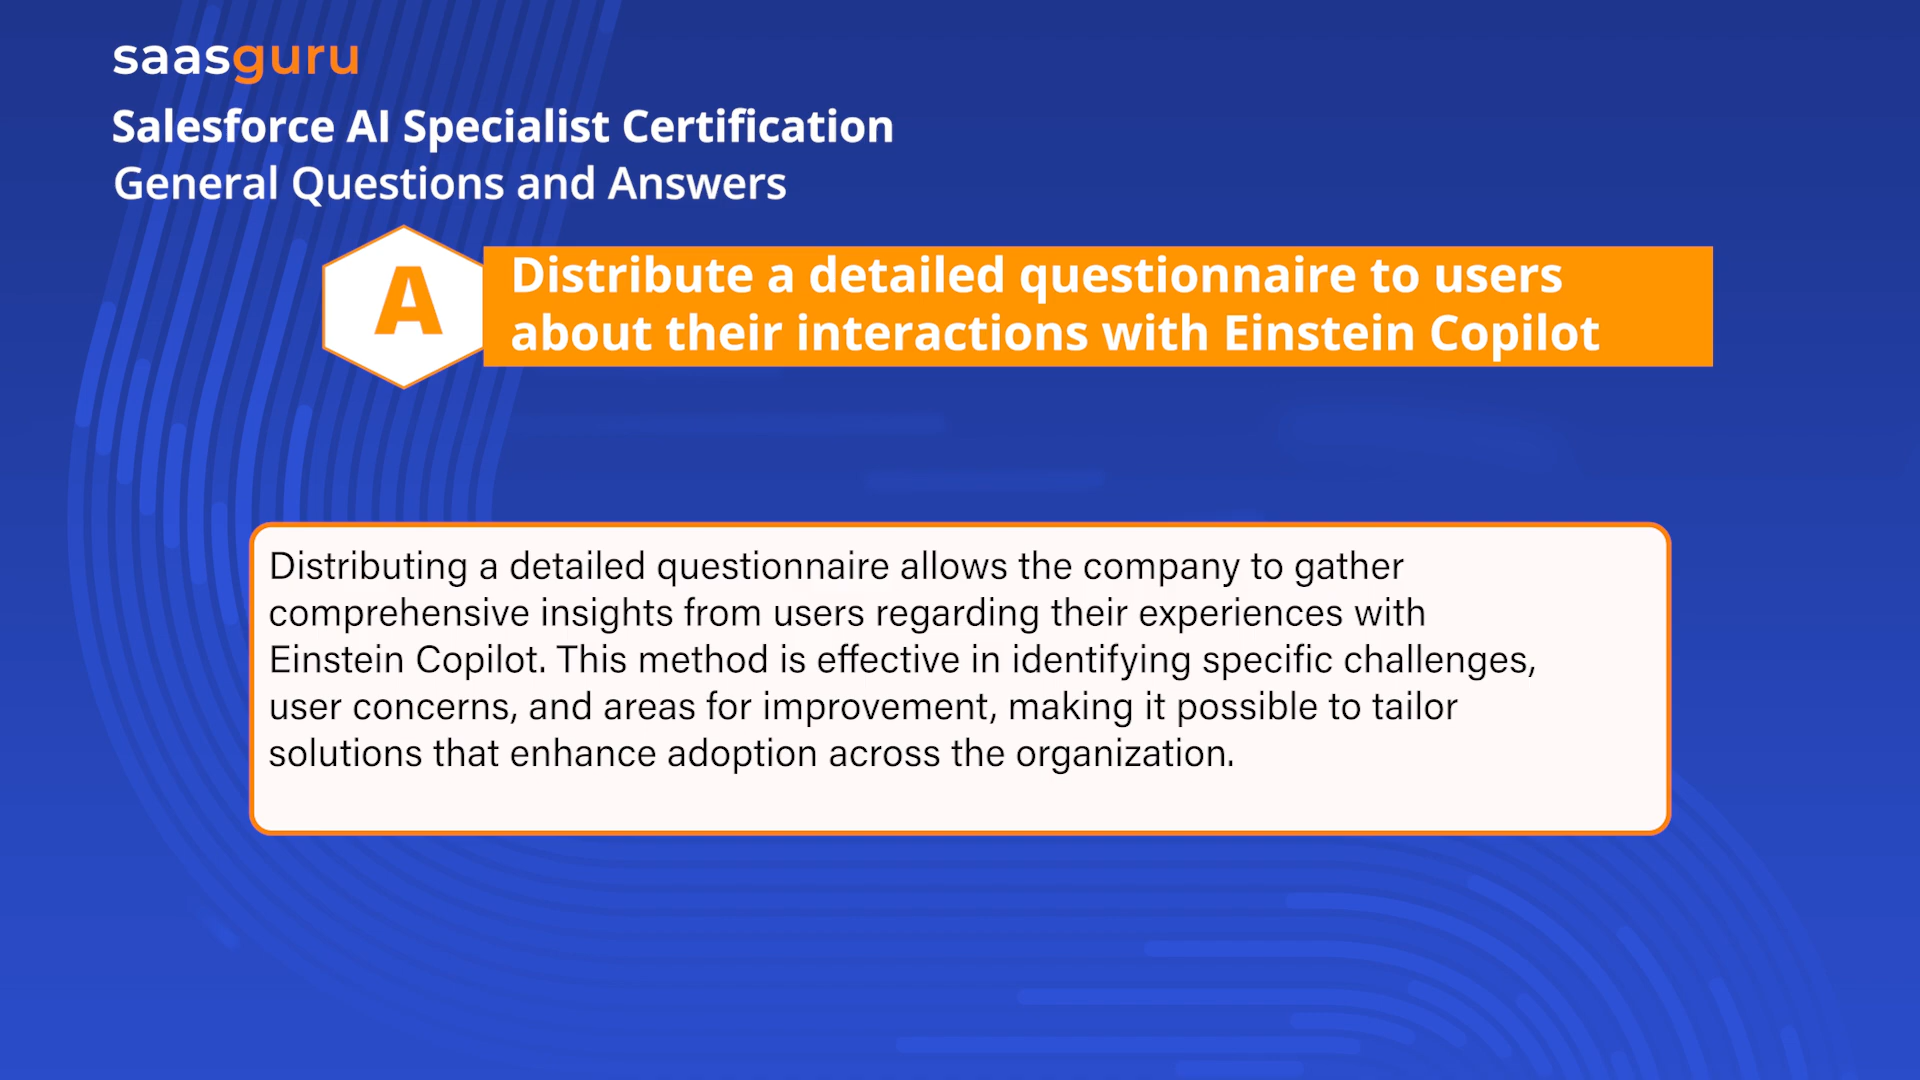 saasguru
Salesforce AI Specialist Certification
General Questions and Answers
A
Distribute a detailed questionnaire to users
about their interactions with Einstein Copilot
Distributing a detailed questionnaire allows the company to gather
comprehensive insights from users regarding their experiences with
Einstein Copilot. This method is effective in identifying specific challenges,
user concerns, and areas for improvement, making it possible to tailor
solutions that enhance adoption across the organization.